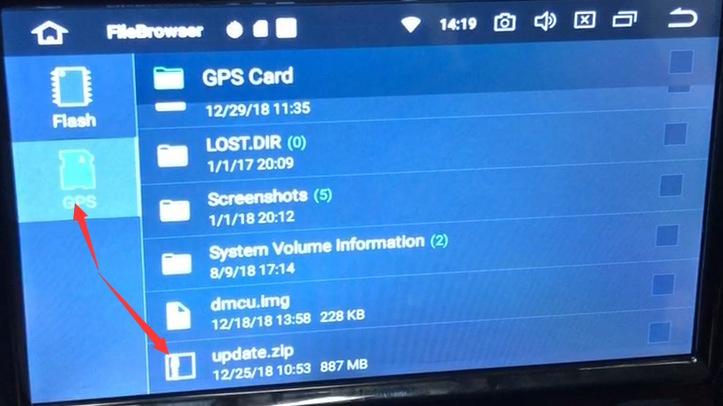 FileBrowser 14:19
Flash
GPS
GPS Card
12/29/18 11:35
LOST.DIR (0)
1/1/17 20:09
Screenshots (5)
1/1/18 20:12
System Volume Information (2)
8/9/18 17:14
dmcu.img
12/18/18 13:58 228 KB
update.zip
12/25/18 10:53 887 MB